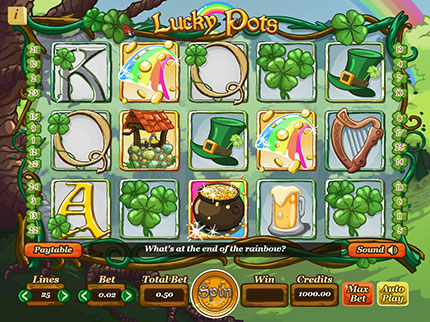 i
Lucky Pots
K
Q
Q
A
Paytable
What's at the end of the rainbow?
Sound
Lines
Bet
Total Bet
Win
Credits
25
0.02
0.50
Spin
1000.00
Max Bet
Auto Play